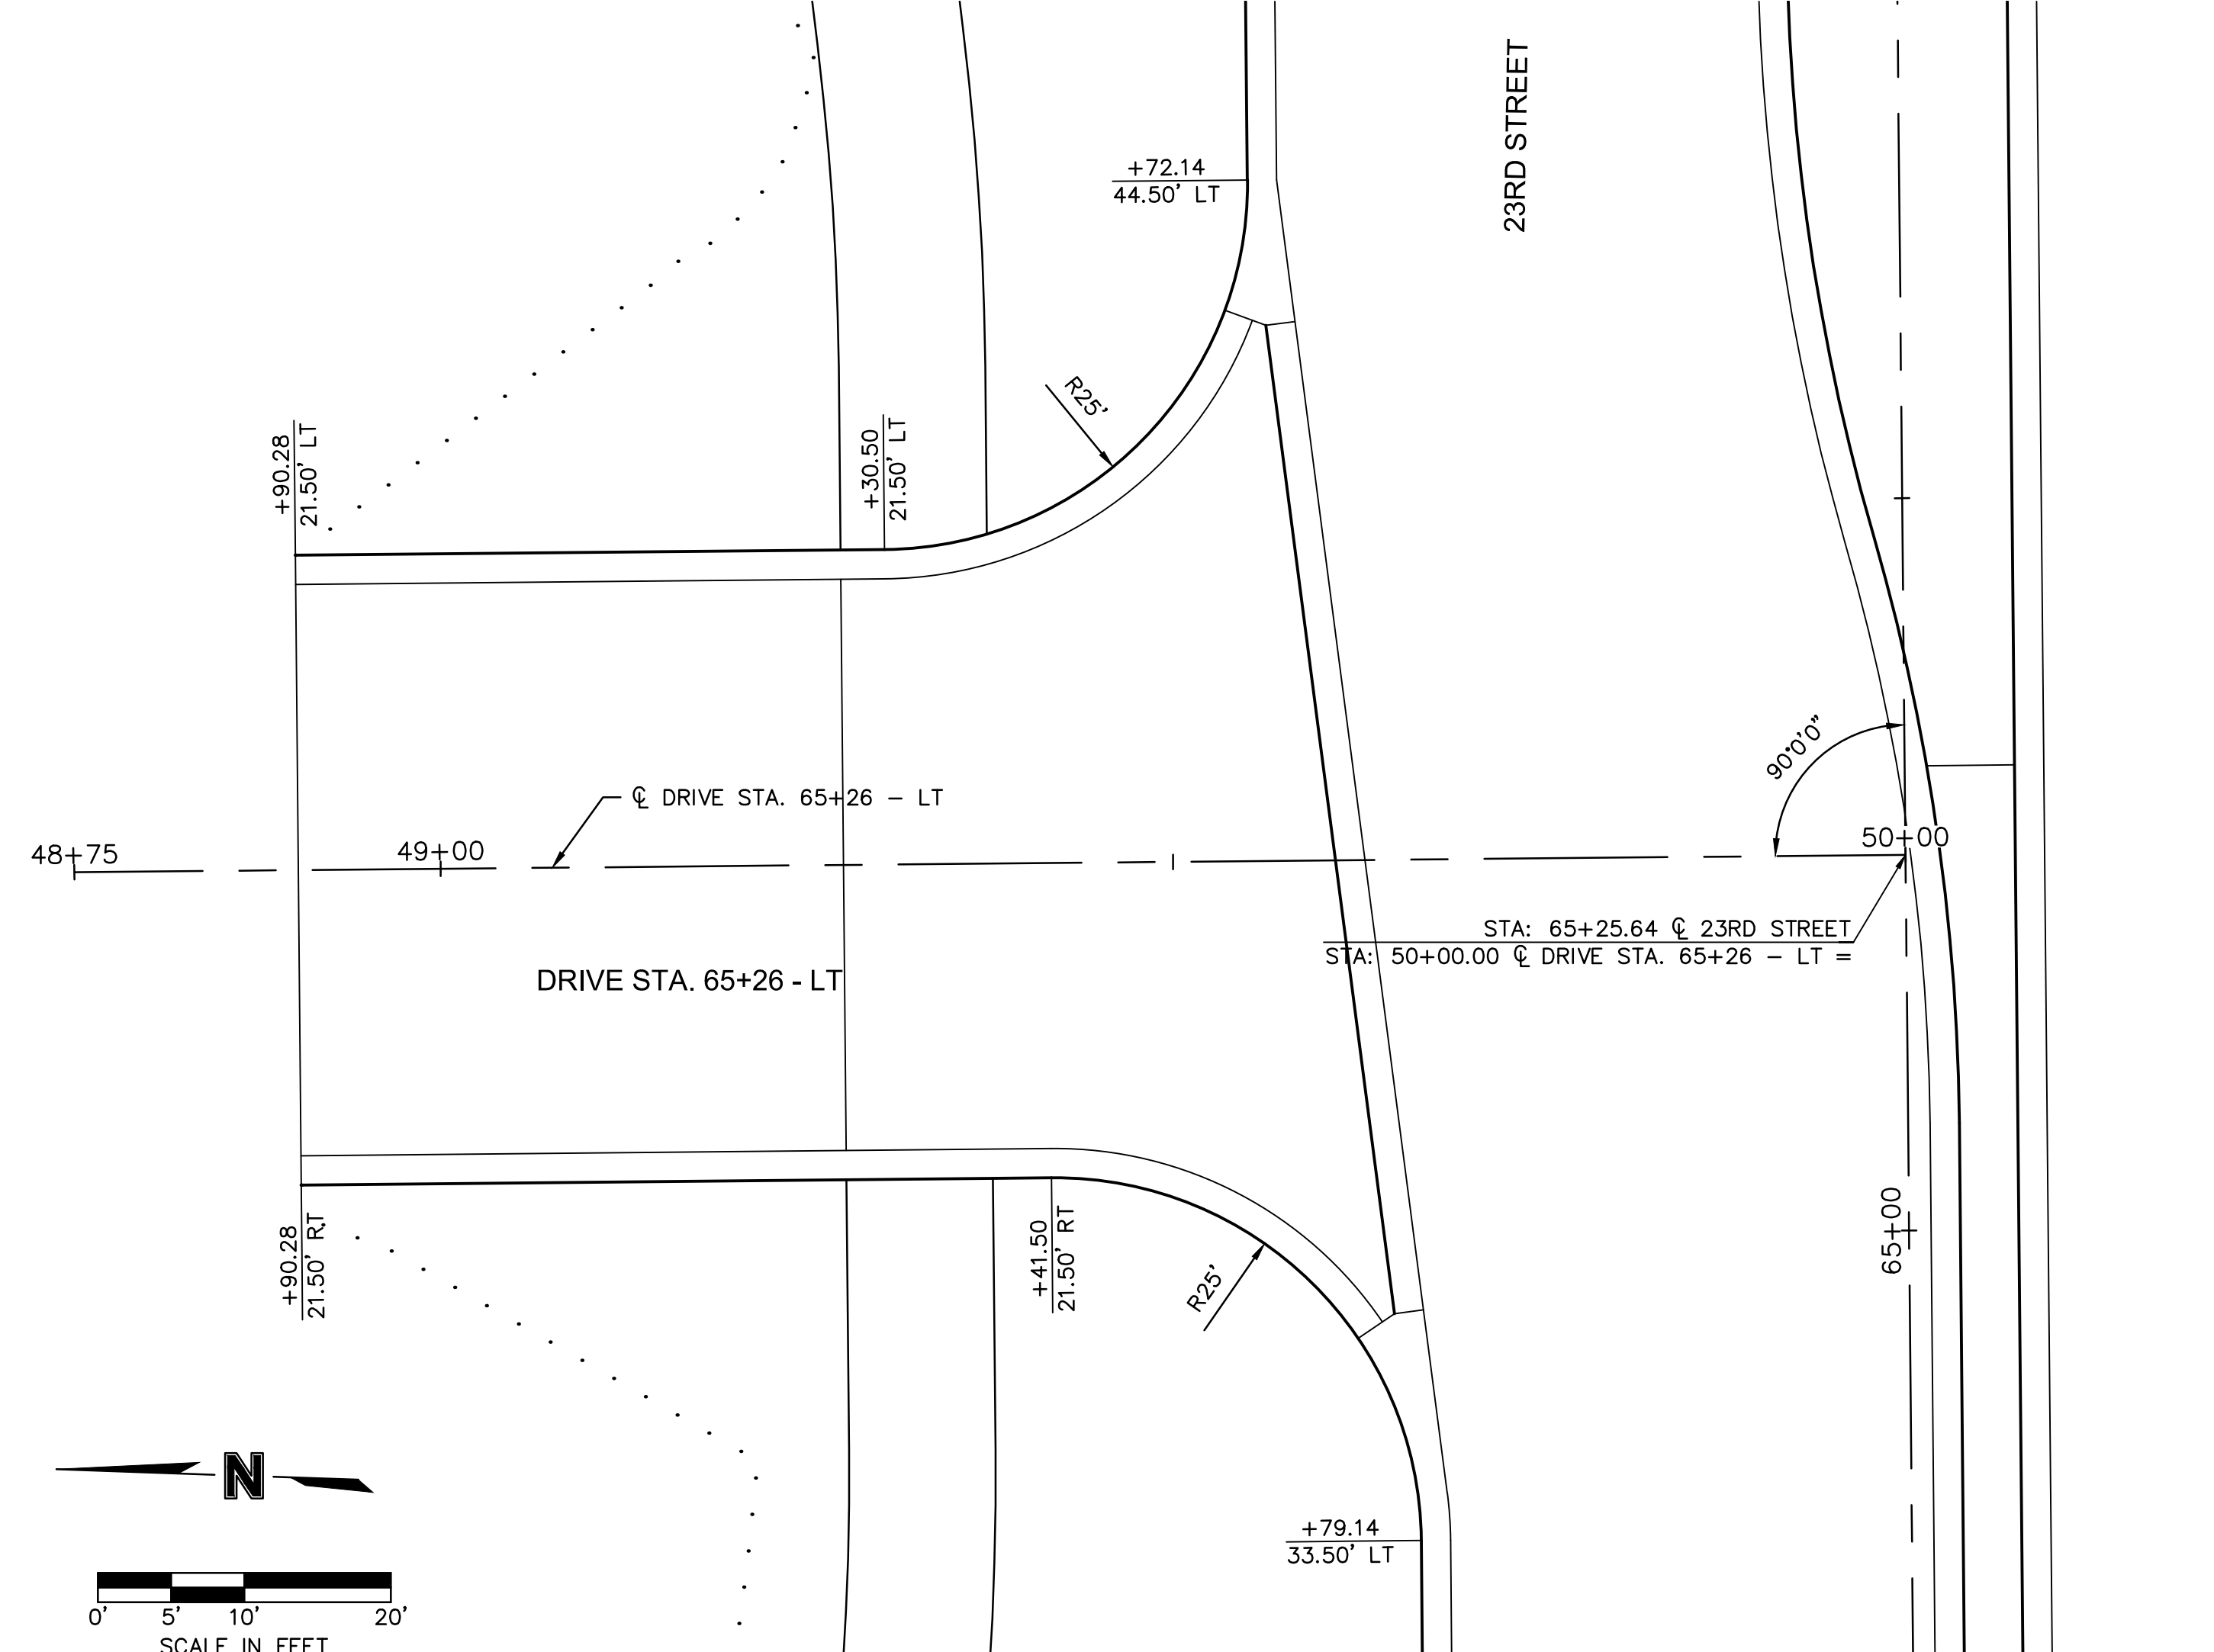 23RD STREET
+72.14
44.50' LT
R25'
+90.28
21.50' LT
+30.50
21.50' LT
90°0'0"
℄ DRIVE STA. 65+26 - LT
48+75
49+00
50+00
STA: 65+25.64 ℄ 23RD STREET
STA: 50+00.00 ℄ DRIVE STA. 65+26 - LT =
DRIVE STA. 65+26 - LT
+90.28
21.50' RT
+41.50
21.50' RT
R25'
65+00
N
+79.14
33.50' LT
0' 5' 10' 20'
SCALE IN FEET